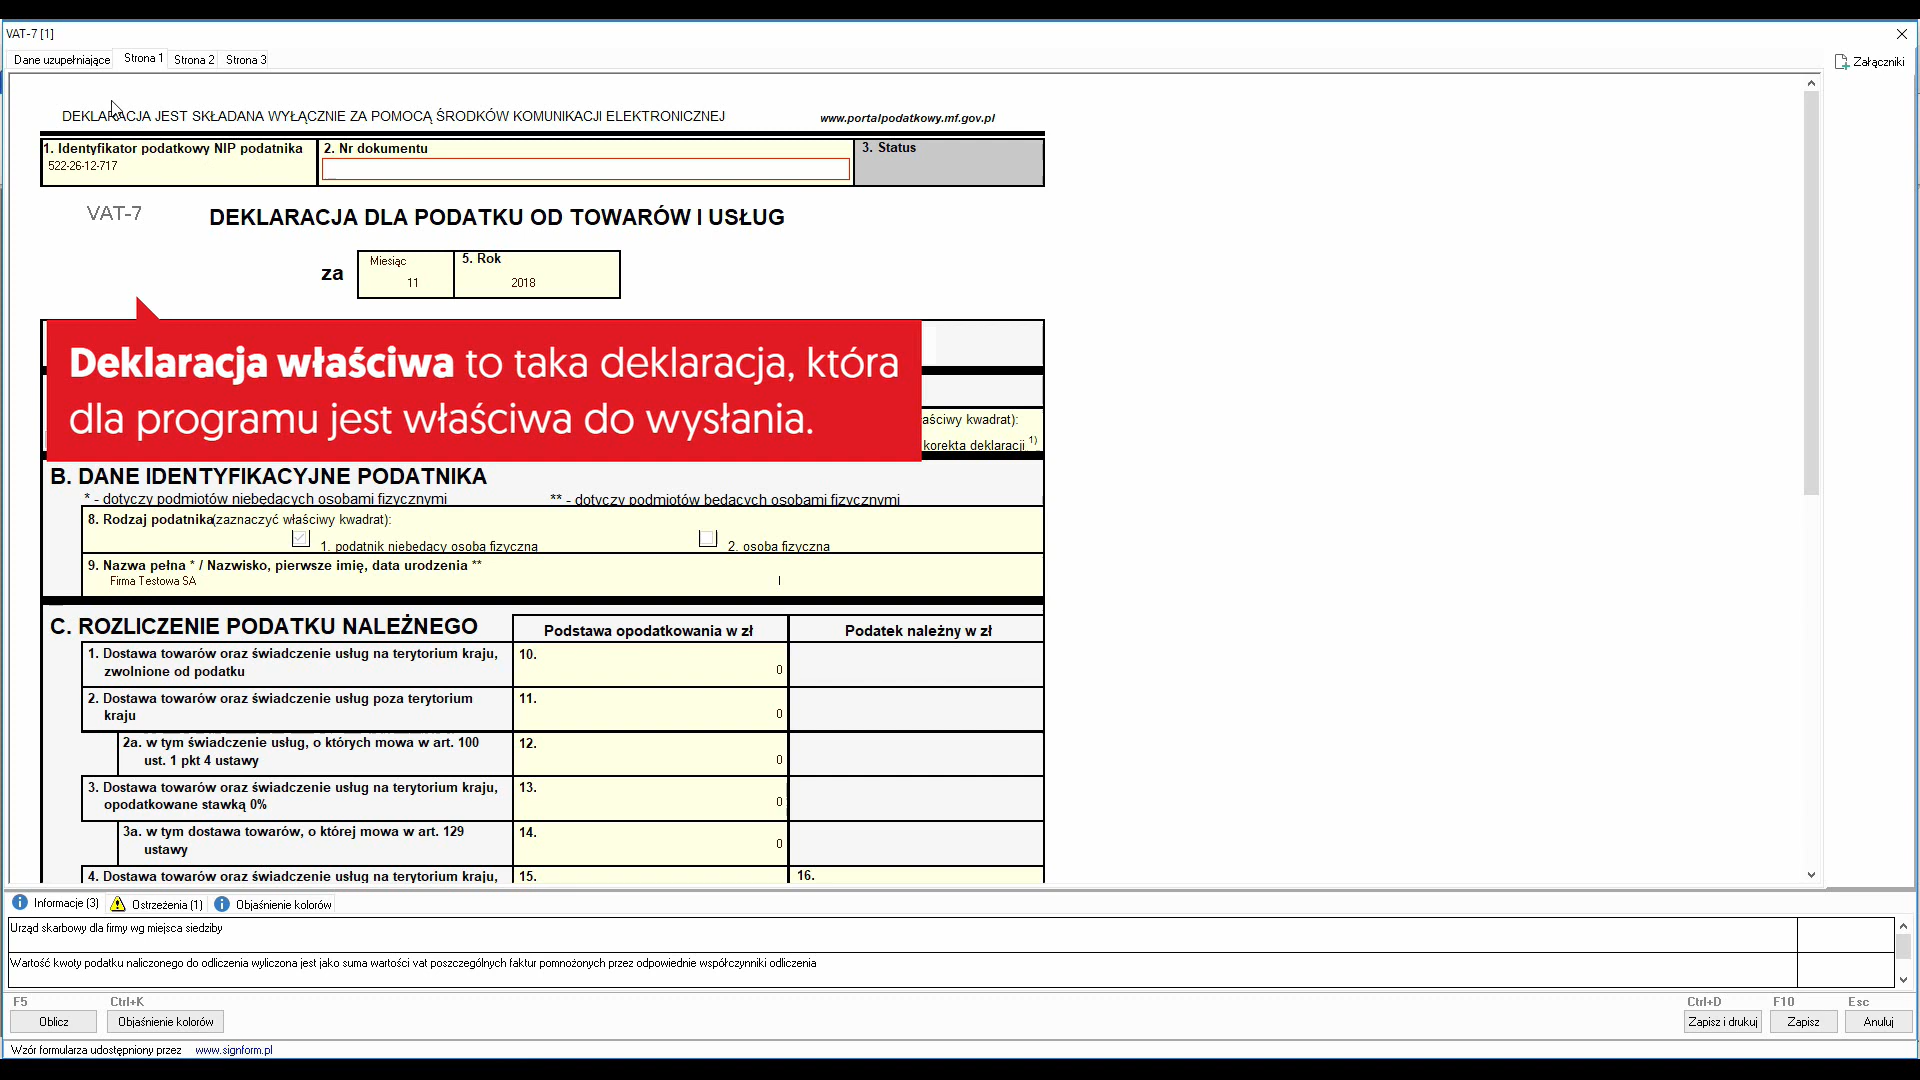 VAT-7 [1]
Dane uzupełniające Strona 1 Strona 2 Strona 3
Załączniki
DEKLARACJA JEST SKŁADANA WYŁĄCZNIE ZA POMOCĄ ŚRODKÓW KOMUNIKACJI ELEKTRONICZNEJ www.portalpodatkowy.mf.gov.pl
1. Identyfikator podatkowy NIP podatnika 2. Nr dokumentu 3. Status
522-26-12-717
VAT-7 DEKLARACJA DLA PODATKU OD TOWARÓW I USŁUG
za Miesiąc 5. Rok
11 2018
Deklaracja właściwa to taka deklaracja, która
dla programu jest właściwa do wysłania.
aściwy kwadrat):
korekta deklaracji 1)
B. DANE IDENTYFIKACYJNE PODATNIKA
* - dotyczy podmiotów niebędących osobami fizycznymi ** - dotyczy podmiotów będących osobami fizycznymi
8. Rodzaj podatnika(zaznaczyć właściwy kwadrat):
1. podatnik niebędący osobą fizyczną 2. osoba fizyczna
9. Nazwa pełna * / Nazwisko, pierwsze imię, data urodzenia **
Firma Testowa SA
C. ROZLICZENIE PODATKU NALEŻNEGO Podstawa opodatkowania w zł Podatek należny w zł
1. Dostawa towarów oraz świadczenie usług na terytorium kraju, 10.
zwolnione od podatku 0
2. Dostawa towarów oraz świadczenie usług poza terytorium 11.
kraju 0
2a. w tym świadczenie usług, o których mowa w art. 100 12.
ust. 1 pkt 4 ustawy 0
3. Dostawa towarów oraz świadczenie usług na terytorium kraju, 13.
opodatkowane stawką 0% 0
3a. w tym dostawa towarów, o której mowa w art. 129 14.
ustawy 0
4. Dostawa towarów oraz świadczenie usług na terytorium kraju, 15. 16.
Informacje (3) Ostrzeżenia (1) Objaśnienie kolorów
Urząd skarbowy dla firmy wg miejsca siedziby
Wartość kwoty podatku naliczonego do odliczenia wyliczona jest jako suma wartości vat poszczególnych faktur pomnożonych przez odpowiednie współczynniki odliczenia
F5 Ctrl+K Ctrl+D F10 Esc
Oblicz Objaśnienie kolorów Zapisz i drukuj Zapisz Anuluj
Wzór formularza udostępniony przez www.signform.pl